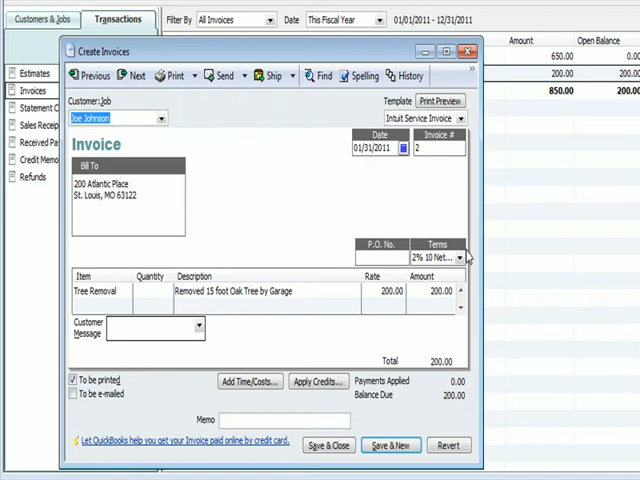 Customers & Jobs Transactions Filter By All Invoices Date This Fiscal Year 01/01/2011 - 12/31/2011
Amount Open Balance
650.00 0.00
200.00 200.00
850.00 200.00
Estimates
Invoices
Statement C
Sales Receip
Received Pa
Credit Memo
Refunds
Create Invoices
Previous Next Print Send Ship Find Spelling History
Customer:Job Template Print Preview
Joe Johnson Intuit Service Invoice
Invoice
Date Invoice #
01/31/2011 2
Bill To
200 Atlantic Place
St. Louis, MO 63122
P.O. No. Terms
2% 10 Net...
Item Quantity Description Rate Amount
Tree Removal Removed 15 foot Oak Tree by Garage 200.00 200.00
Customer
Message
Total 200.00
To be printed Add Time/Costs... Apply Credits... Payments Applied 0.00
To be e-mailed Balance Due 200.00
Memo
Let QuickBooks help you get your Invoice paid online by credit card. Save & Close Save & New Revert